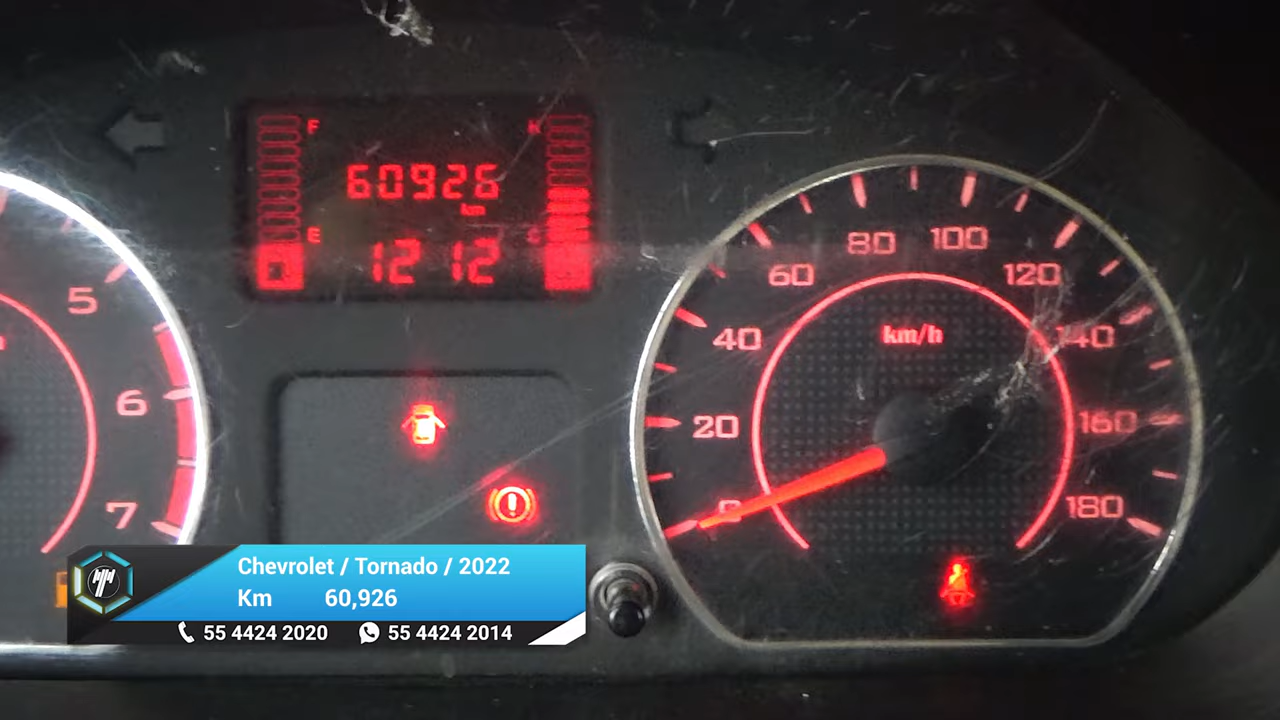 F
K
60926
km
E
C
1212
5
6
7
80
100
60
120
40
km/h
140
20
160
0
180
Chevrolet / Tornado / 2022
Km 60,926
55 4424 2020 55 4424 2014